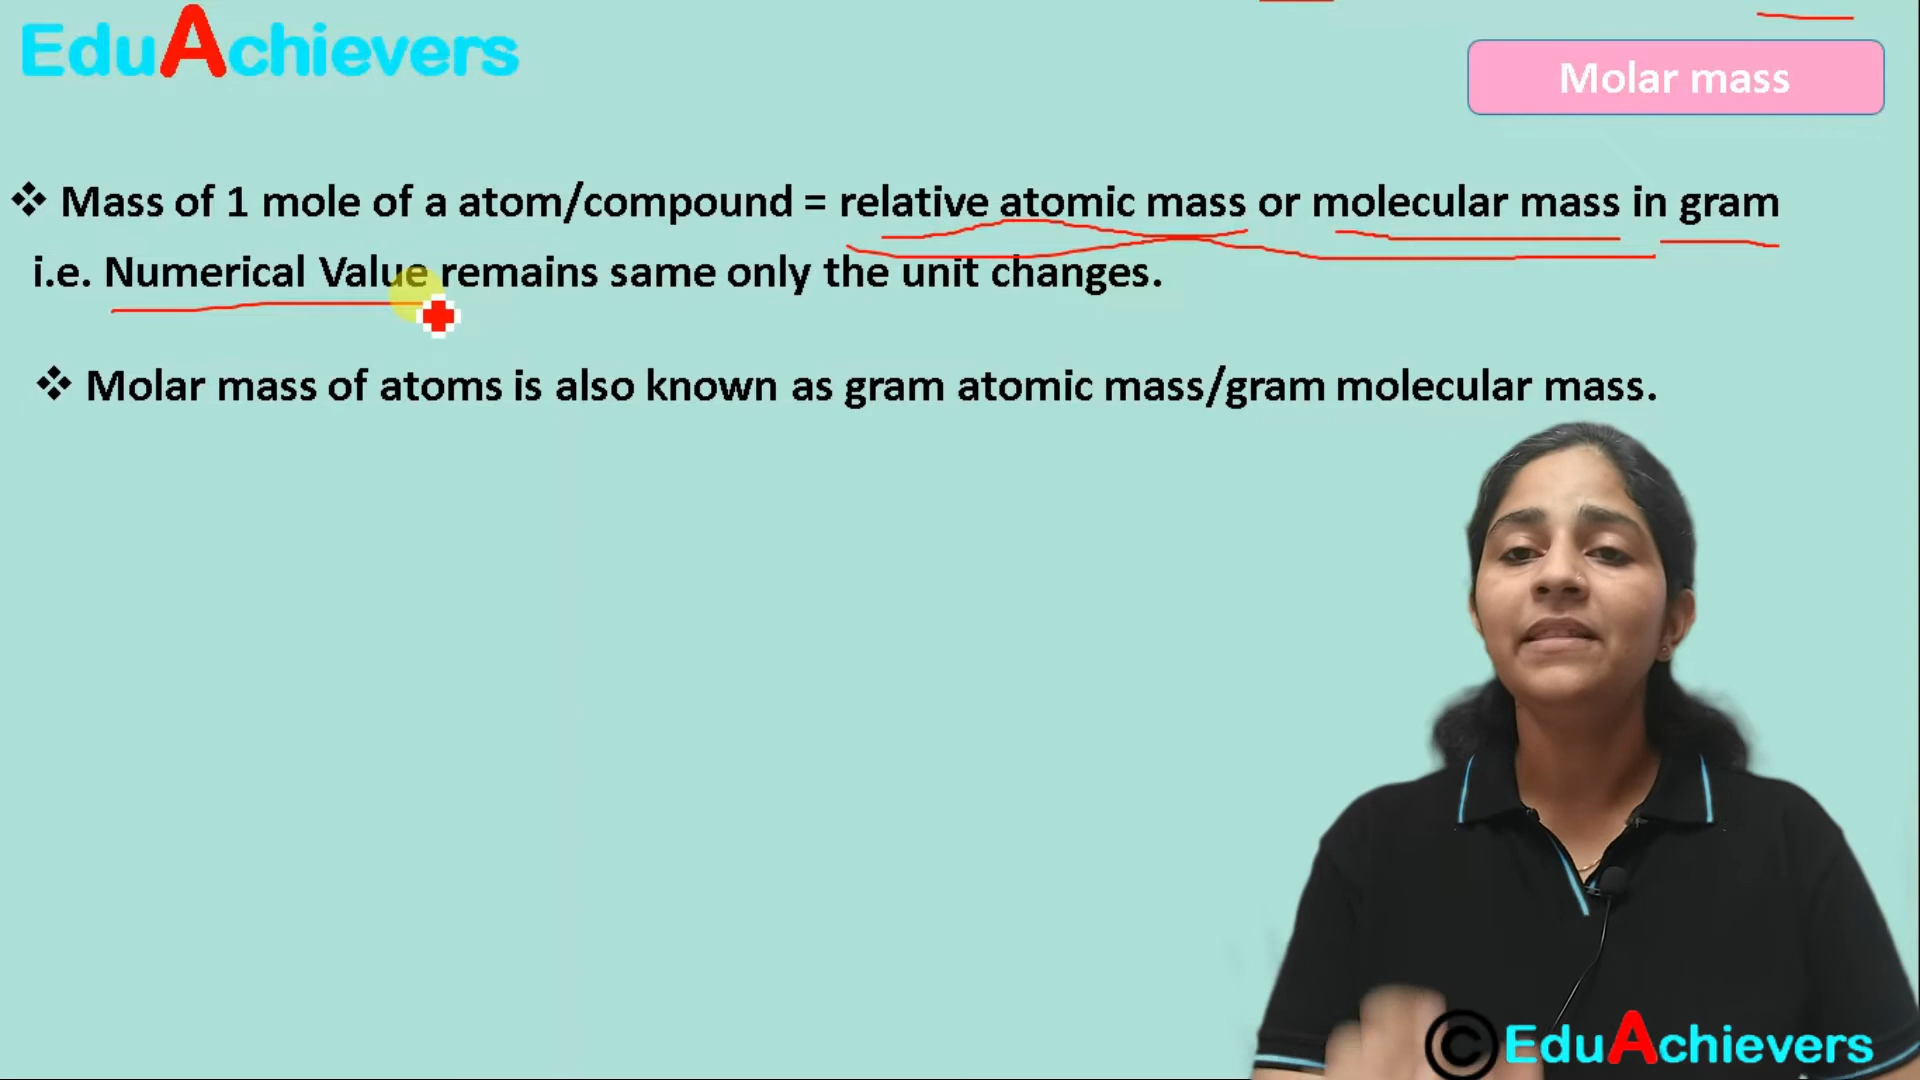 EduAchievers
Molar mass
❖ Mass of 1 mole of a atom/compound = relative atomic mass or molecular mass in gram
i.e. Numerical Value remains same only the unit changes.
❖ Molar mass of atoms is also known as gram atomic mass/gram molecular mass.
© EduAchievers